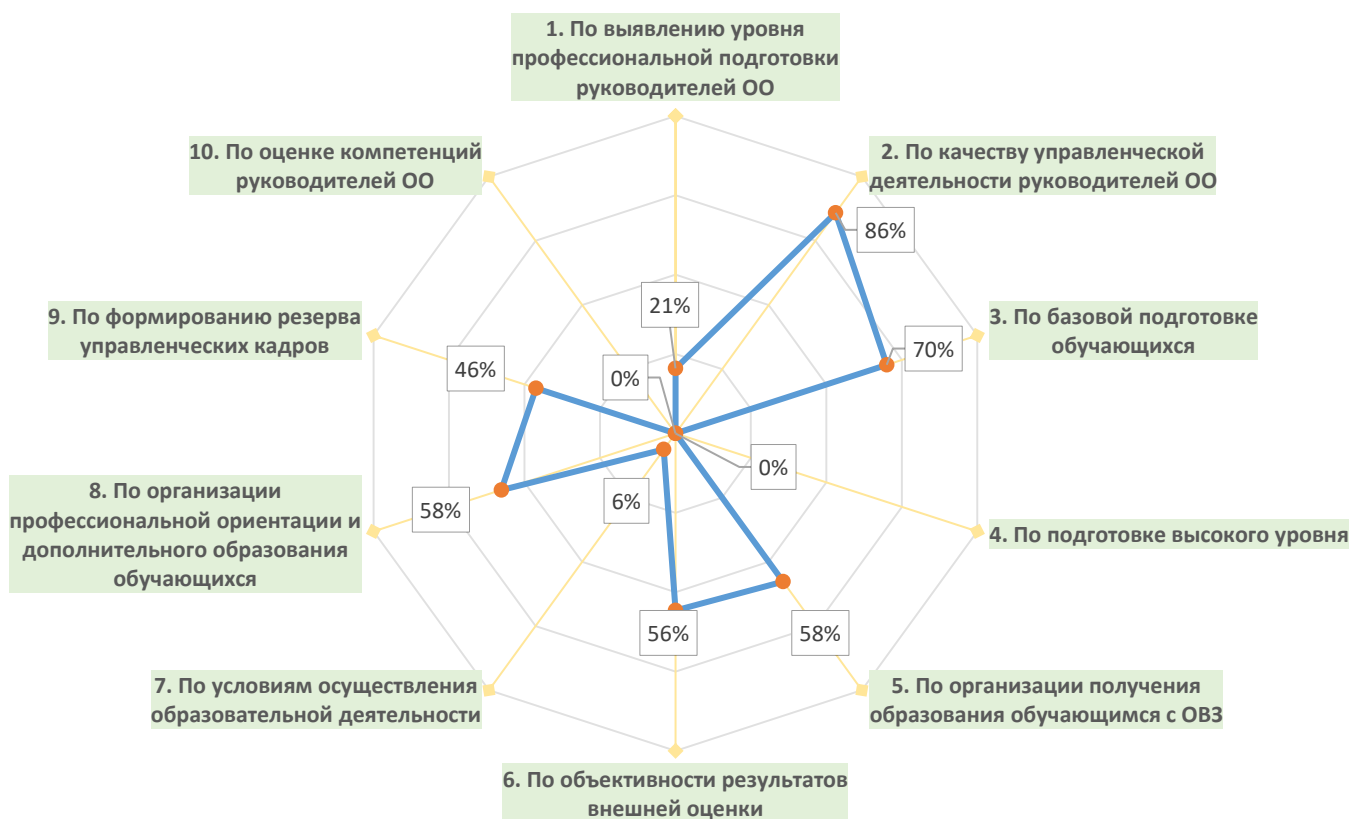 1. По выявлению уровня
профессиональной подготовки
руководителей ОО
2. По качеству управленческой
деятельности руководителей ОО
86%
3. По базовой подготовке
обучающихся
70%
0%
4. По подготовке высокого уровня
58%
5. По организации получения
образования обучающимся с ОВЗ
56%
6. По объективности результатов
внешней оценки
6%
7. По условиям осуществления
образовательной деятельности
58%
8. По организации
профессиональной ориентации и
дополнительного образования
обучающихся
46%
9. По формированию резерва
управленческих кадров
0%
10. По оценке компетенций
руководителей ОО
21%